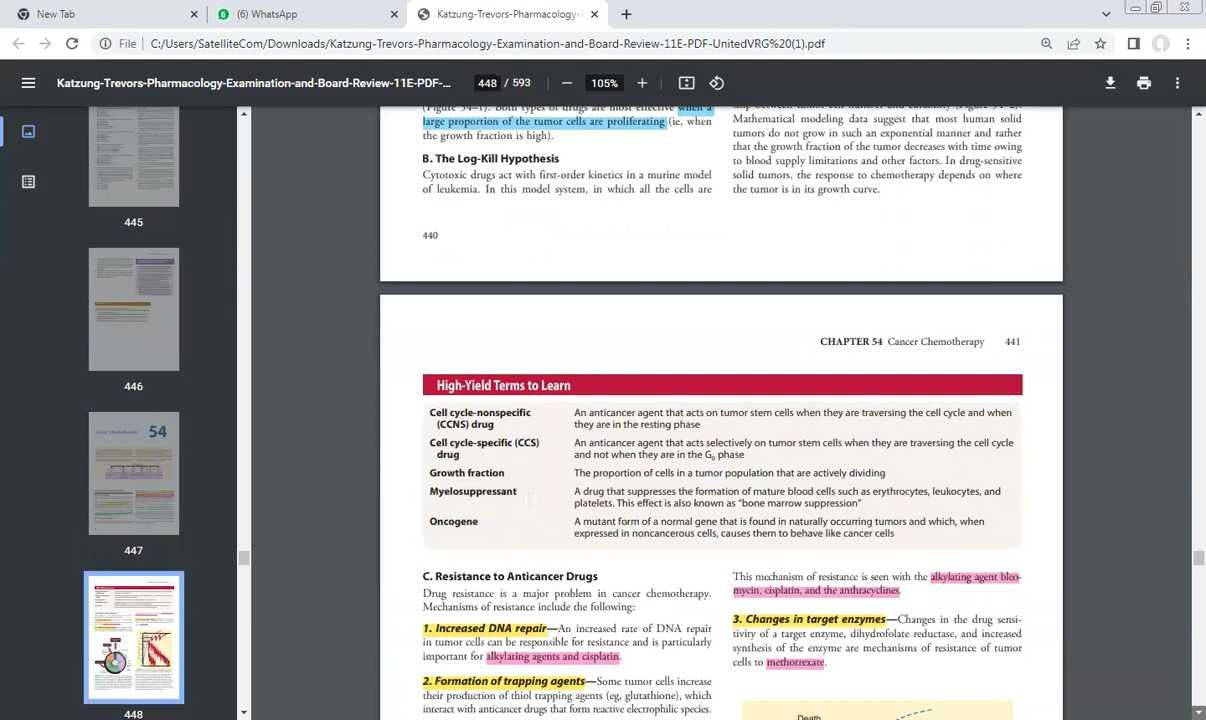 New Tab
(6) WhatsApp
Katzung-Trevors-Pharmacology-
File
C:/Users/SatelliteCom/Downloads/Katzung-Trevors-Pharmacology-Examination-and-Board-Review-11E-PDF-UnitedVRG%20(1).pdf
Katzung-Trevors-Pharmacology-Examination-and-Board-Review-11E-PDF-...
448 / 593
105%
445
446
54
447
448
(Figure 54–1). Both types of drugs are most effective when a
large proportion of the tumor cells are proliferating (ie, when
the growth fraction is high).
B. The Log-Kill Hypothesis
Cytotoxic drugs act with first-order kinetics in a murine model
of leukemia. In this model system, in which all the cells are
Mathematical modeling data suggest that most human solid
tumors do not grow in such an exponential manner and rather
that the growth fraction of the tumor decreases with time owing
to blood supply limitations and other factors. In drug-sensitive
solid tumors, the response to chemotherapy depends on where
the tumor is in its growth curve.
440
CHAPTER 54 Cancer Chemotherapy 441
High-Yield Terms to Learn
Cell cycle-nonspecific
(CCNS) drug
An anticancer agent that acts on tumor stem cells when they are traversing the cell cycle and when
they are in the resting phase
Cell cycle-specific (CCS)
drug
An anticancer agent that acts selectively on tumor stem cells when they are traversing the cell cycle
and not when they are in the G0 phase
Growth fraction
The proportion of cells in a tumor population that are actively dividing
Myelosuppressant
A drug that suppresses the formation of mature blood cells such as erythrocytes, leukocytes, and
platelets. This effect is also known as "bone marrow suppression"
Oncogene
A mutant form of a normal gene that is found in naturally occurring tumors and which, when
expressed in noncancerous cells, causes them to behave like cancer cells
C. Resistance to Anticancer Drugs
Drug resistance is a major problem in cancer chemotherapy.
Mechanisms of resistance include the following:
1. Increased DNA repair—An increased rate of DNA repair
in tumor cells can be responsible for resistance and is particularly
important for alkylating agents and cisplatin.
2. Formation of trapping agents—Some tumor cells increase
their production of thiol trapping agents (eg, glutathione), which
interact with anticancer drugs that form reactive electrophilic species.
This mechanism of resistance is seen with the alkylating agent bleo-
mycin, cisplatin, and the anthracyclines.
3. Changes in target enzymes—Changes in the drug sensi-
tivity of a target enzyme, dihydrofolate reductase, and increased
synthesis of the enzyme are mechanisms of resistance of tumor
cells to methotrexate.
Death